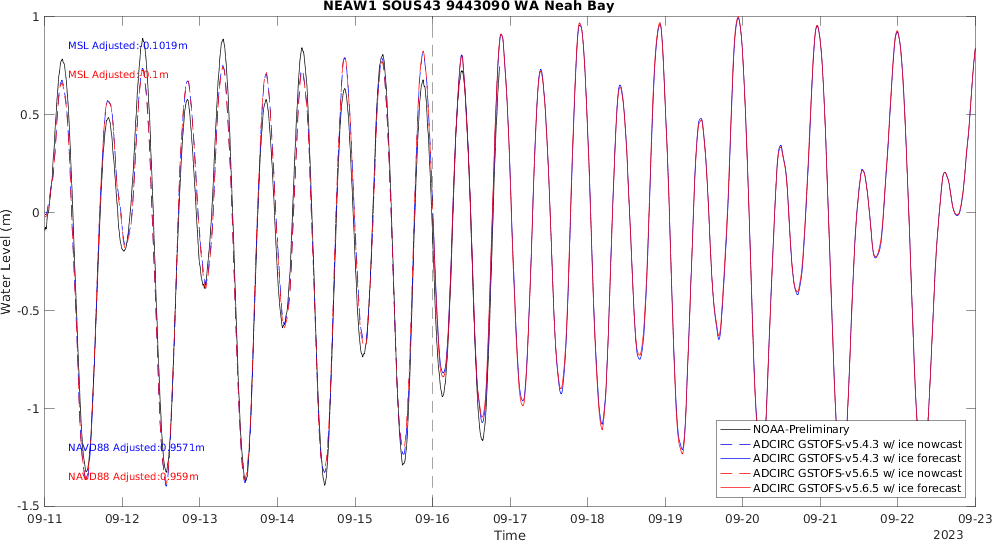 NEAW1 SOUS43 9443090 WA Neah Bay
MSL Adjusted:-0.1019m
MSL Adjusted:-0.1m
NAVD88 Adjusted:0.9571m
NAVD88 Adjusted:0.959m
Water Level (m)
1
0.5
0
-0.5
-1
-1.5
NOAA-Preliminary
ADCIRC GSTOFS-v5.4.3 w/ ice nowcast
ADCIRC GSTOFS-v5.4.3 w/ ice forecast
ADCIRC GSTOFS-v5.6.5 w/ ice nowcast
ADCIRC GSTOFS-v5.6.5 w/ ice forecast
09-11 09-12 09-13 09-14 09-15 09-16 09-17 09-18 09-19 09-20 09-21 09-22 09-23
Time
2023